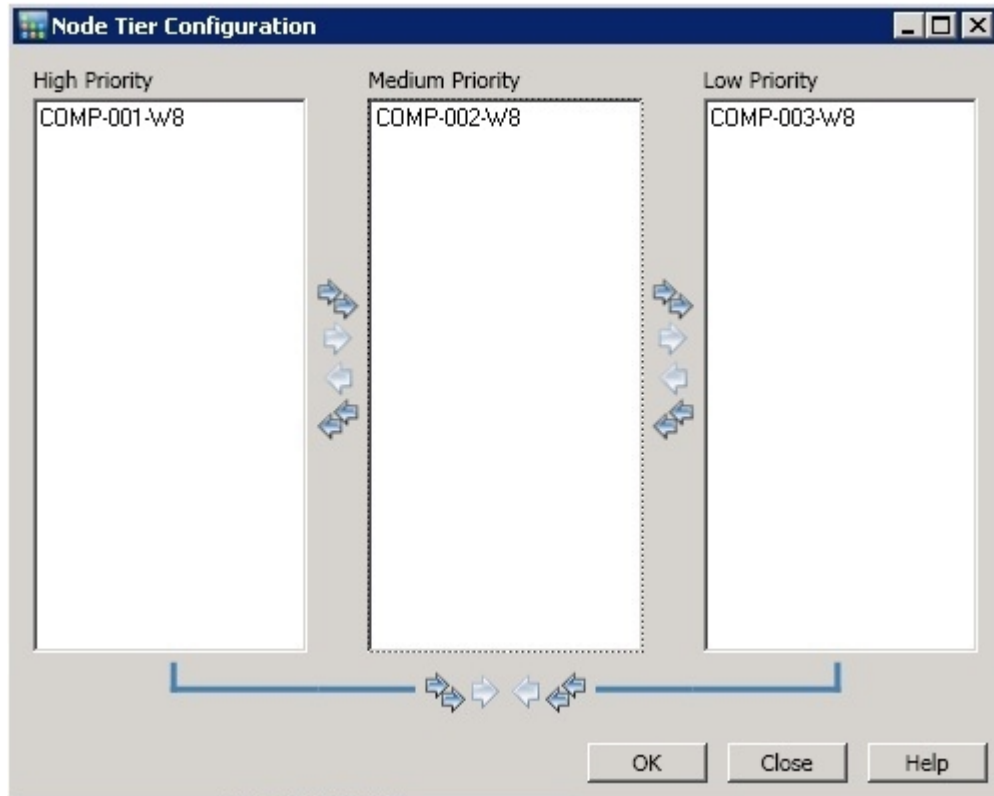 Node Tier Configuration
High Priority
Medium Priority
Low Priority
COMP-001-W8
COMP-002-W8
COMP-003-W8
OK
Close
Help